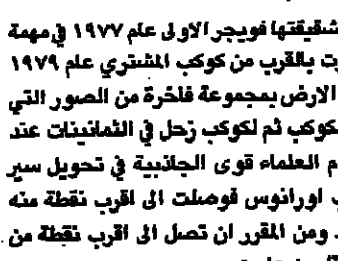 شقيقتها فويجر الاولى عام ١٩٧٧ في مهمة
بالقرب من كوكب المشتري عام ١٩٧٩
الارض بمجموعة فاخرة من الصور التي
ثم لكوكب زحل في الثمانينات عند
العلماء قوى الجاذبية في تحويل سير
اورانوس فوصلت الى اقرب نقطة منه
ومن المقرر ان تصل الى اقرب نقطة من